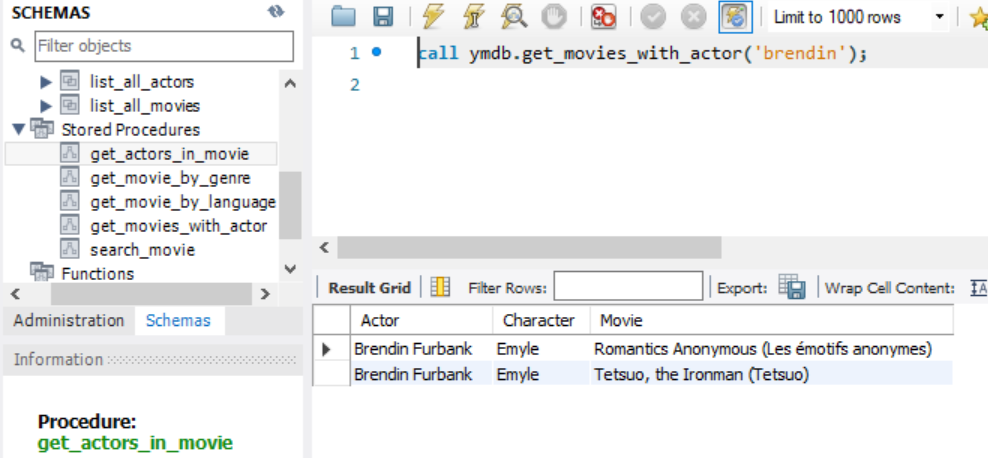 SCHEMAS
Filter objects
list_all_actors
list_all_movies
Stored Procedures
get_actors_in_movie
get_movie_by_genre
get_movie_by_language
get_movies_with_actor
search_movie
Functions
Administration Schemas
Information
Procedure:
get_actors_in_movie
Limit to 1000 rows
1 call ymdb.get_movies_with_actor('brendin');
2
Result Grid Filter Rows: Export: Wrap Cell Content: IA
Actor Character Movie
Brendin Furbank Emyle Romantics Anonymous (Les émotifs anonymes)
Brendin Furbank Emyle Tetsuo, the Ironman (Tetsuo)